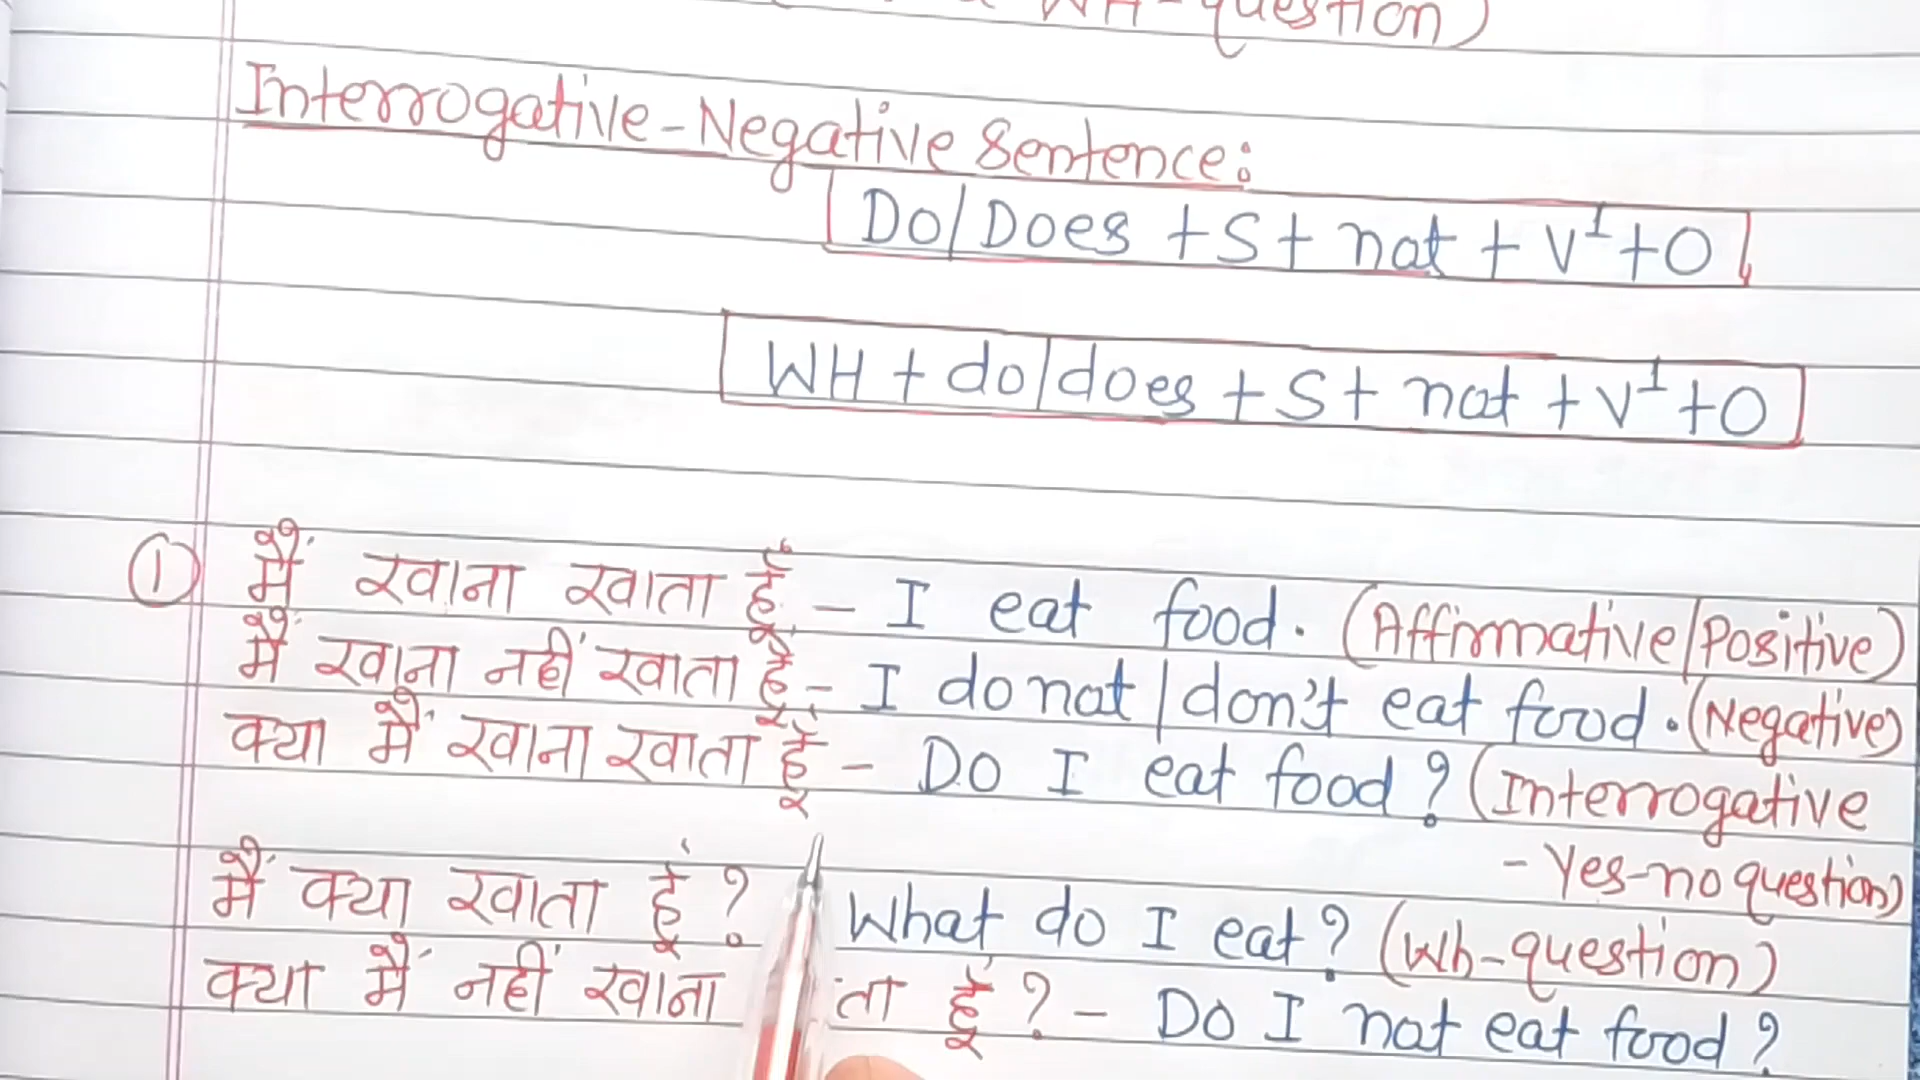 WH-question)
Interrogative-Negative Sentence:
Do/Does + S + not + V¹ + O
WH + do/does + S + not + V¹ + O
① मैं खाना खाता हूँ - I eat food. (Affirmative/Positive)
मैं खाना नहीं खाता हूँ - I do not/don't eat food. (Negative)
क्या मैं खाना खाता हूँ - Do I eat food? (Interrogative
- Yes-no question)
मैं क्या खाता हूँ? What do I eat? (Wh-question)
क्या मैं नहीं खाना ता हूँ? - Do I not eat food?